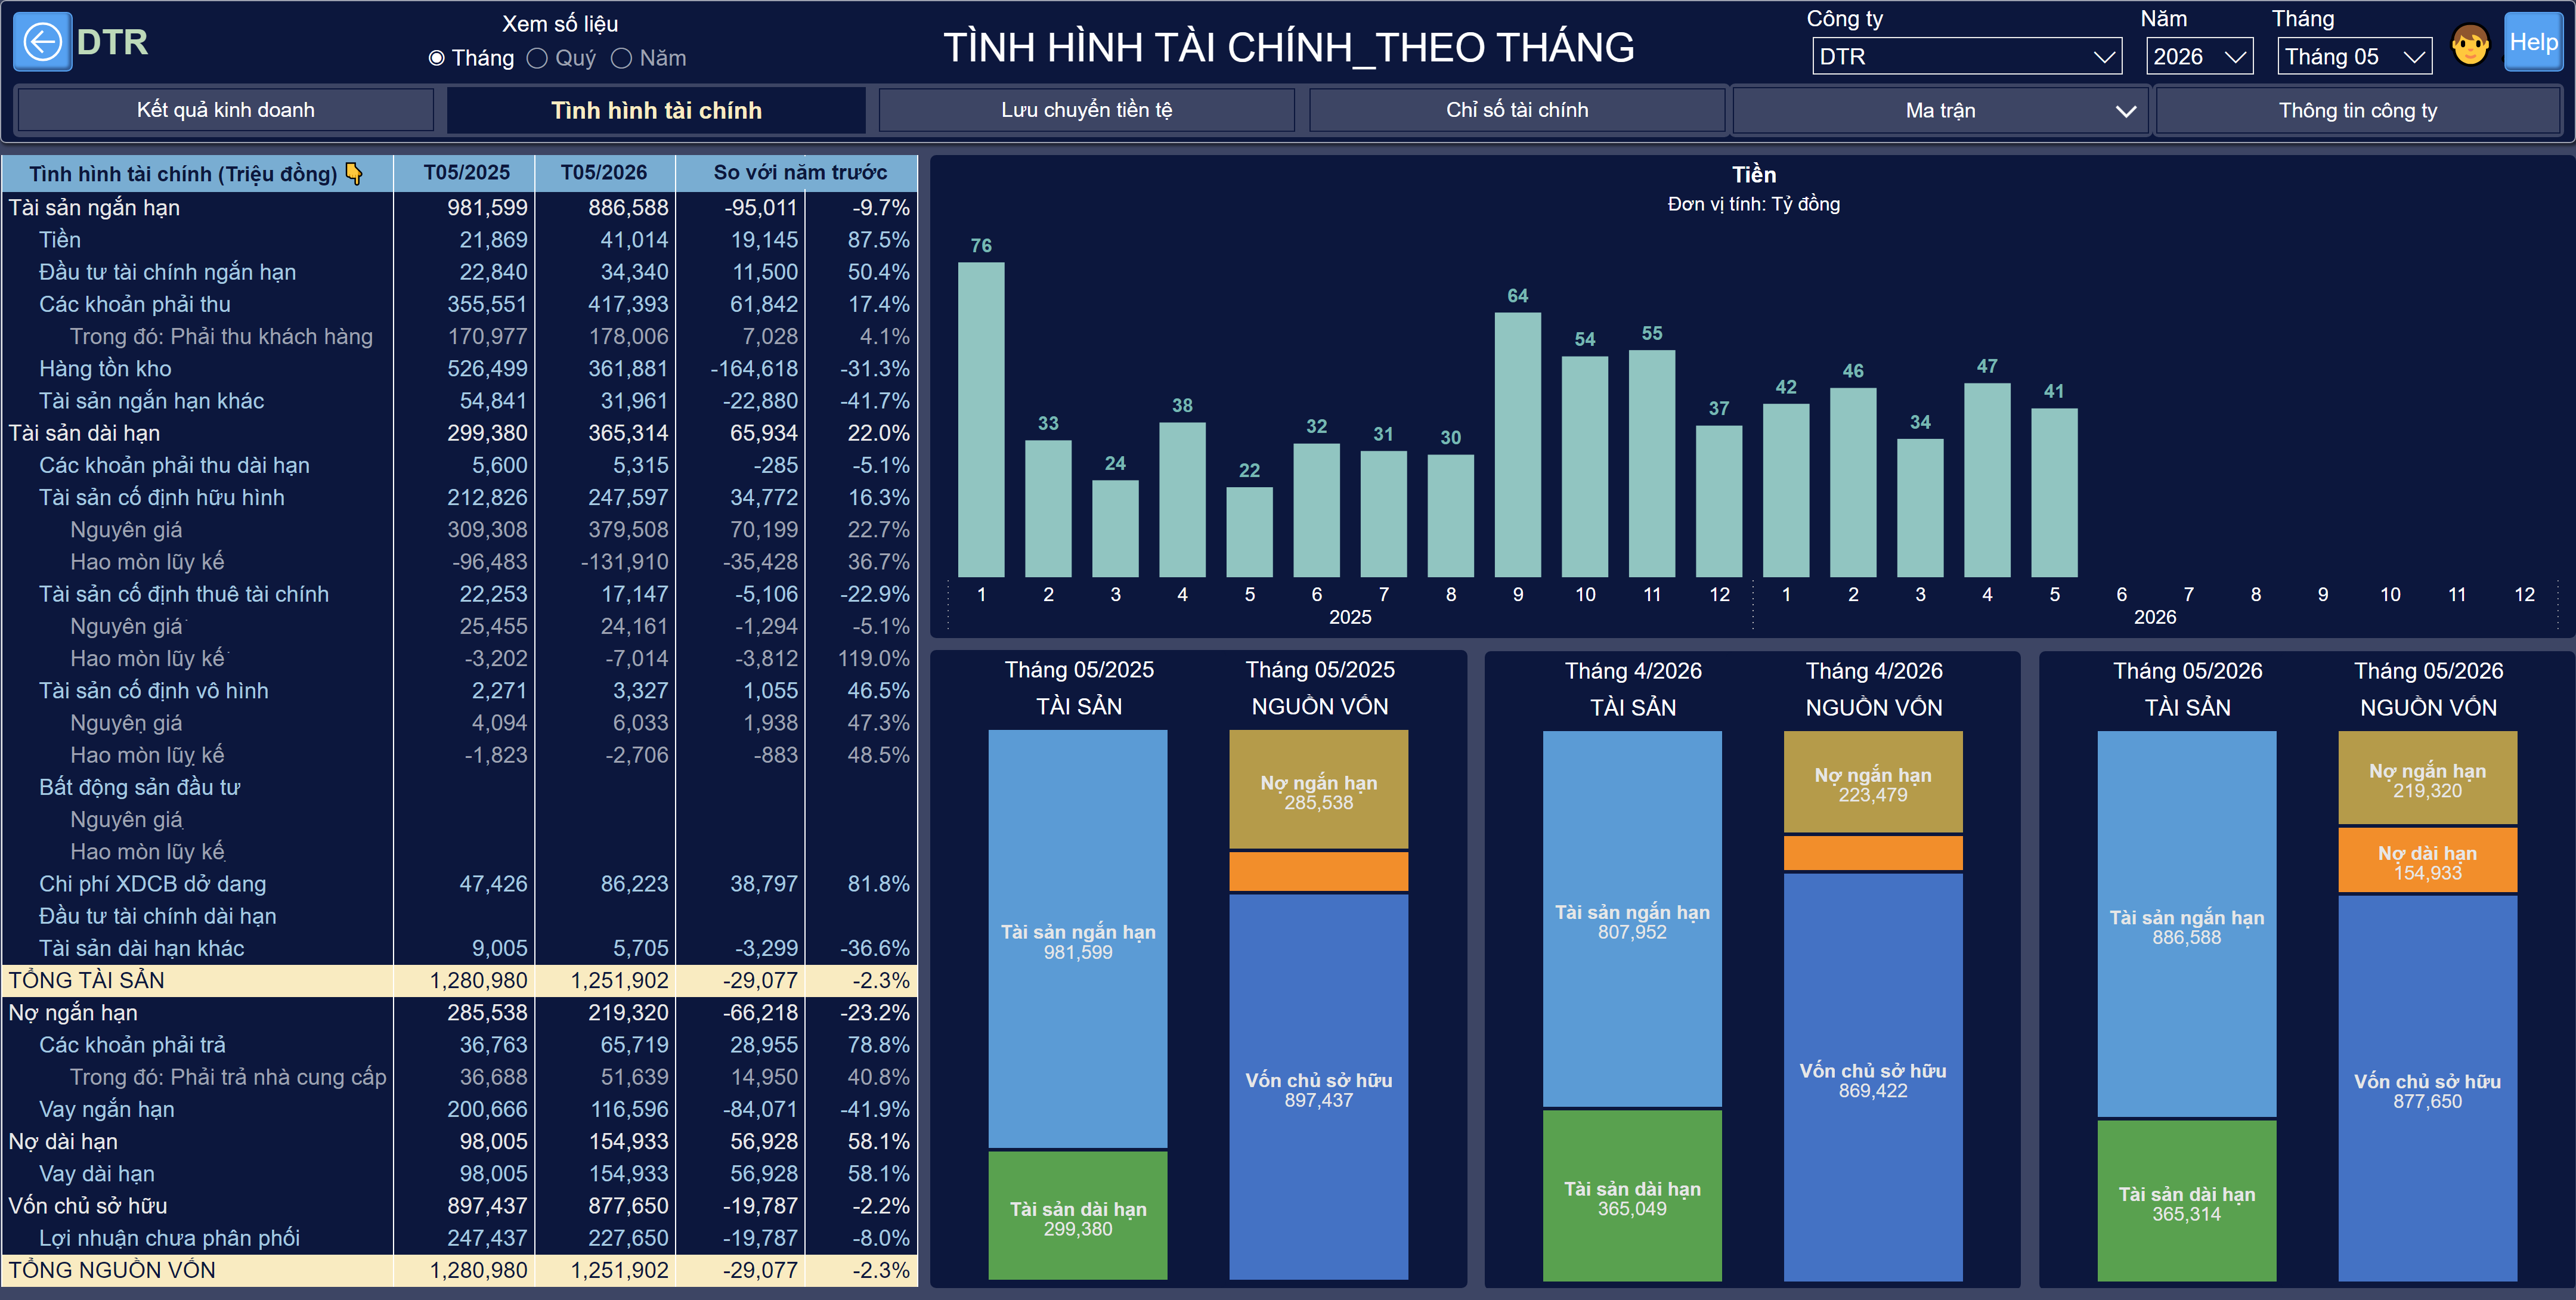 DTR
Xem số liệu
Tháng Quý Năm
TÌNH HÌNH TÀI CHÍNH_THEO THÁNG
Công ty Năm Tháng
DTR 2026 Tháng 05
Help
Kết quả kinh doanh Tình hình tài chính Lưu chuyển tiền tệ Chỉ số tài chính Ma trận Thông tin công ty
Tình hình tài chính (Triệu đồng) T05/2025 T05/2026 So với năm trước
Tài sản ngắn hạn 981,599 886,588 -95,011 -9.7%
Tiền 21,869 41,014 19,145 87.5%
Đầu tư tài chính ngắn hạn 22,840 34,340 11,500 50.4%
Các khoản phải thu 355,551 417,393 61,842 17.4%
Trong đó: Phải thu khách hàng 170,977 178,006 7,028 4.1%
Hàng tồn kho 526,499 361,881 -164,618 -31.3%
Tài sản ngắn hạn khác 54,841 31,961 -22,880 -41.7%
Tài sản dài hạn 299,380 365,314 65,934 22.0%
Các khoản phải thu dài hạn 5,600 5,315 -285 -5.1%
Tài sản cố định hữu hình 212,826 247,597 34,772 16.3%
Nguyên giá 309,308 379,508 70,199 22.7%
Hao mòn lũy kế -96,483 -131,910 -35,428 36.7%
Tài sản cố định thuê tài chính 22,253 17,147 -5,106 -22.9%
Nguyên giá 25,455 24,161 -1,294 -5.1%
Hao mòn lũy kế -3,202 -7,014 -3,812 119.0%
Tài sản cố định vô hình 2,271 3,327 1,055 46.5%
Nguyên giá 4,094 6,033 1,938 47.3%
Hao mòn lũy kế -1,823 -2,706 -883 48.5%
Bất động sản đầu tư
Nguyên giá
Hao mòn lũy kế
Chi phí XDCB dở dang 47,426 86,223 38,797 81.8%
Đầu tư tài chính dài hạn
Tài sản dài hạn khác 9,005 5,705 -3,299 -36.6%
TỔNG TÀI SẢN 1,280,980 1,251,902 -29,077 -2.3%
Nợ ngắn hạn 285,538 219,320 -66,218 -23.2%
Các khoản phải trả 36,763 65,719 28,955 78.8%
Trong đó: Phải trả nhà cung cấp 36,688 51,639 14,950 40.8%
Vay ngắn hạn 200,666 116,596 -84,071 -41.9%
Nợ dài hạn 98,005 154,933 56,928 58.1%
Vay dài hạn 98,005 154,933 56,928 58.1%
Vốn chủ sở hữu 897,437 877,650 -19,787 -2.2%
Lợi nhuận chưa phân phối 247,437 227,650 -19,787 -8.0%
TỔNG NGUỒN VỐN 1,280,980 1,251,902 -29,077 -2.3%
Tiền
Đơn vị tính: Tỷ đồng
76 33 24 38 22 32 31 30 64 54 55 37 42 46 34 47 41
1 2 3 4 5 6 7 8 9 10 11 12 1 2 3 4 5 6 7 8 9 10 11 12
2025 2026
Tháng 05/2025 Tháng 05/2025
TÀI SẢN NGUỒN VỐN
Nợ ngắn hạn
285,538
Tài sản ngắn hạn
981,599
Vốn chủ sở hữu
897,437
Tài sản dài hạn
299,380
Tháng 4/2026 Tháng 4/2026
TÀI SẢN NGUỒN VỐN
Nợ ngắn hạn
223,479
Tài sản ngắn hạn
807,952
Vốn chủ sở hữu
869,422
Tài sản dài hạn
365,049
Tháng 05/2026 Tháng 05/2026
TÀI SẢN NGUỒN VỐN
Nợ ngắn hạn
219,320
Nợ dài hạn
154,933
Tài sản ngắn hạn
886,588
Vốn chủ sở hữu
877,650
Tài sản dài hạn
365,314